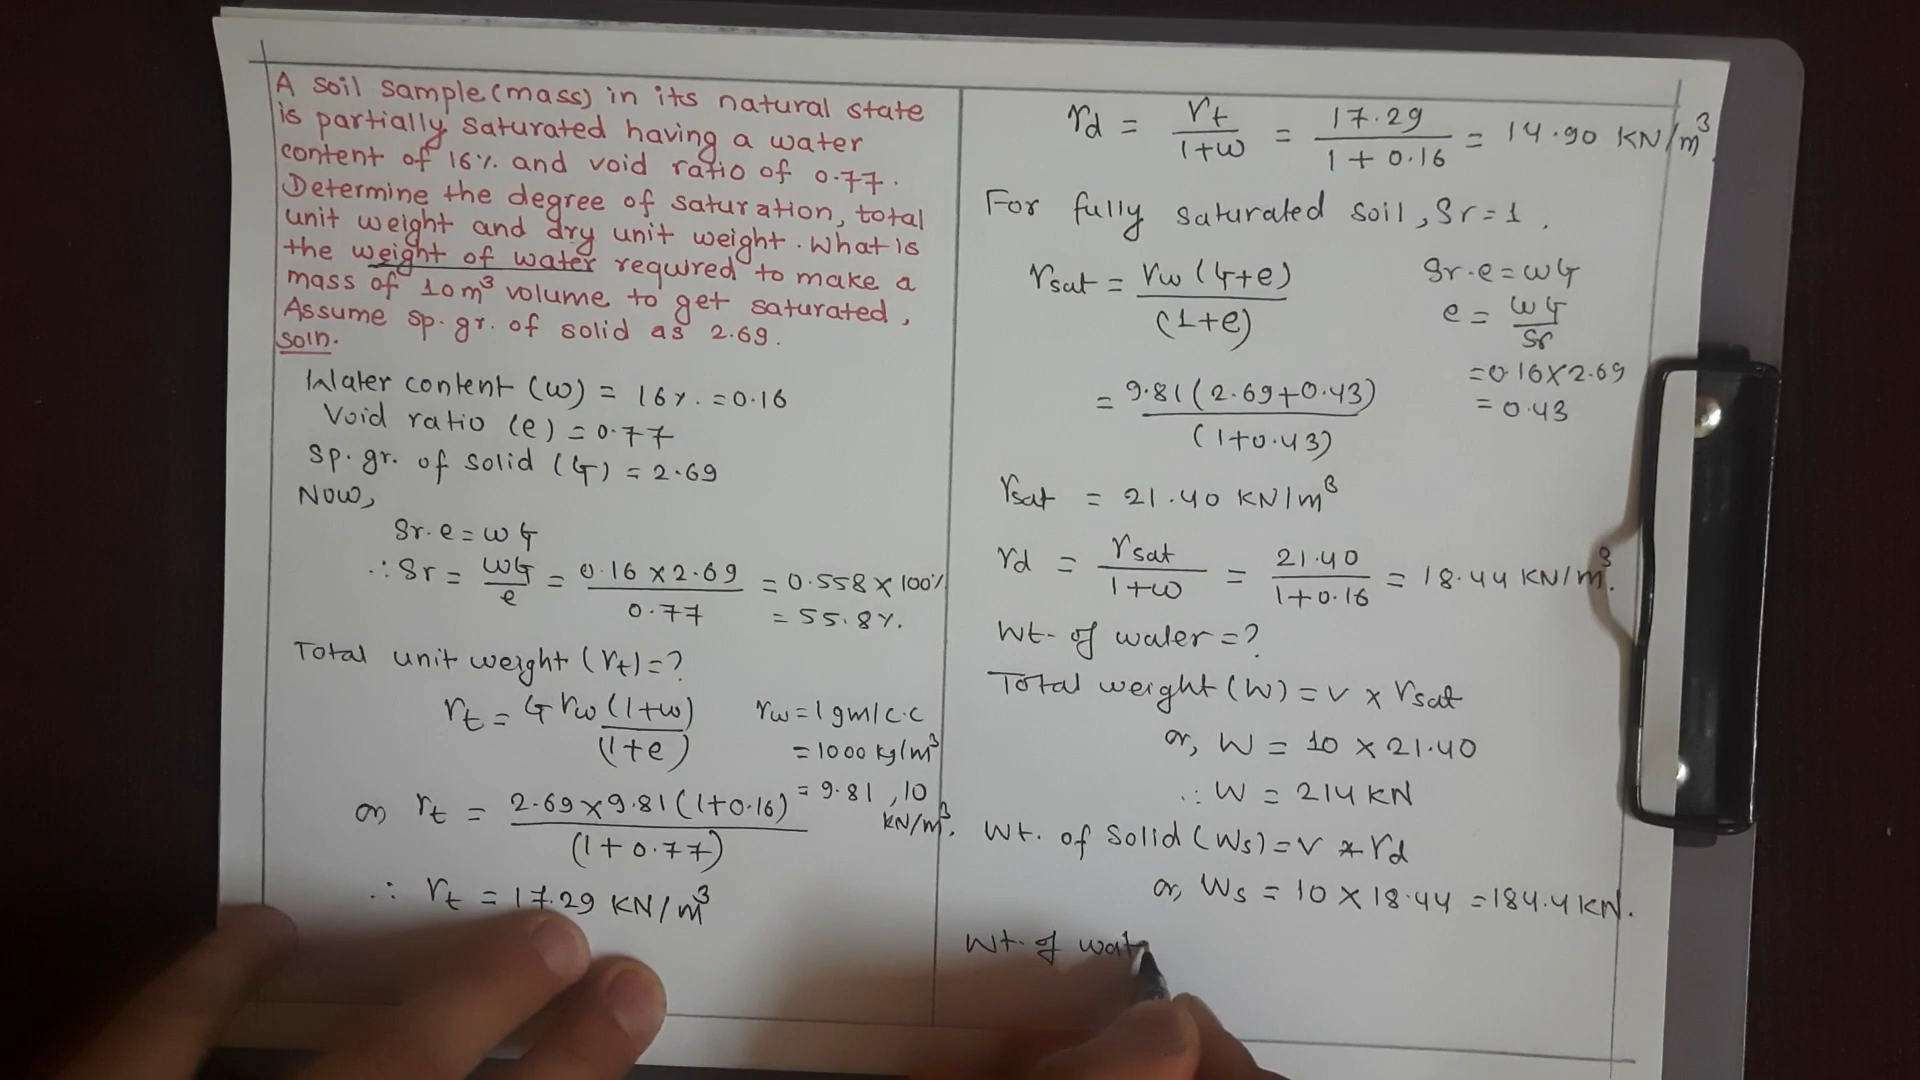 A soil sample (mass) in its natural state
is partially saturated having a water
content of 16%. and void ratio of 0.77.
Determine the degree of saturation, total
unit weight and dry unit weight. What is
the weight of water required to make a
mass of 10m³ volume to get saturated,
Assume sp. gr. of solid as 2.69.
Soln.
Water content (w) = 16%. = 0.16
Void ratio (e) = 0.77
Sp. gr. of solid (G) = 2.69
Now,
Sr.e = wG
∴ Sr = wG/e = 0.16×2.69/0.77 = 0.558×100%
= 55.8%.
Total unit weight (γt) = ?
γt = Gγw(1+w)/(1+e)
γw = 1gm/c.c
= 1000 kg/m³
= 9.81, 10
KN/m³.
or γt = 2.69×9.81(1+0.16)/(1+0.77)
∴ γt = 17.29 KN/m³
γd = γt/1+w = 17.29/1+0.16 = 14.90 KN/m³.
For fully saturated soil, Sr = 1.
γsat = γw(G+e)/(1+e)
Sr.e = wG
e = wG/Sr
= 0.16×2.69
= 0.43
= 9.81(2.69+0.43)/(1+0.43)
γsat = 21.40 KN/m³
γd = γsat/1+w = 21.40/1+0.16 = 18.44 KN/m³.
Wt. of water = ?
Total weight (W) = V × γsat
or, W = 10 × 21.40
∴ W = 214 KN
Wt. of solid (Ws) = V × γd
or, Ws = 10 × 18.44 = 184.4 KN.
Wt. of wat